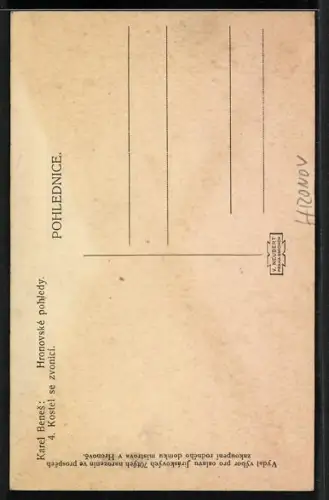 Karel Beneš: Hronovské pohledy.
4. Kostel se zvonicí.
POHLEDNICE.
Vydal výbor pro oslavu Jiráskových 70tých narozenin ve prospěch
zakoupení rodného domku mistrova v Hronově.
V. NEUBERT
HRONOV